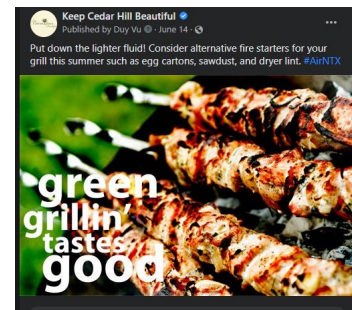 Keep Cedar Hill Beautiful
Published by Duy Vu · June 14 ·
Put down the lighter fluid! Consider alternative fire starters for your
grill this summer such as egg cartons, sawdust, and dryer lint. #AirNTX
green
grillin'
tastes
good